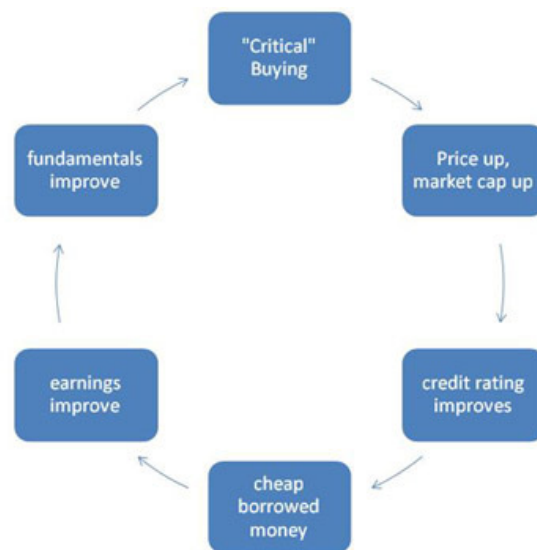 "Critical"
Buying
Price up,
market cap up
credit rating
improves
cheap
borrowed
money
earnings
improve
fundamentals
improve